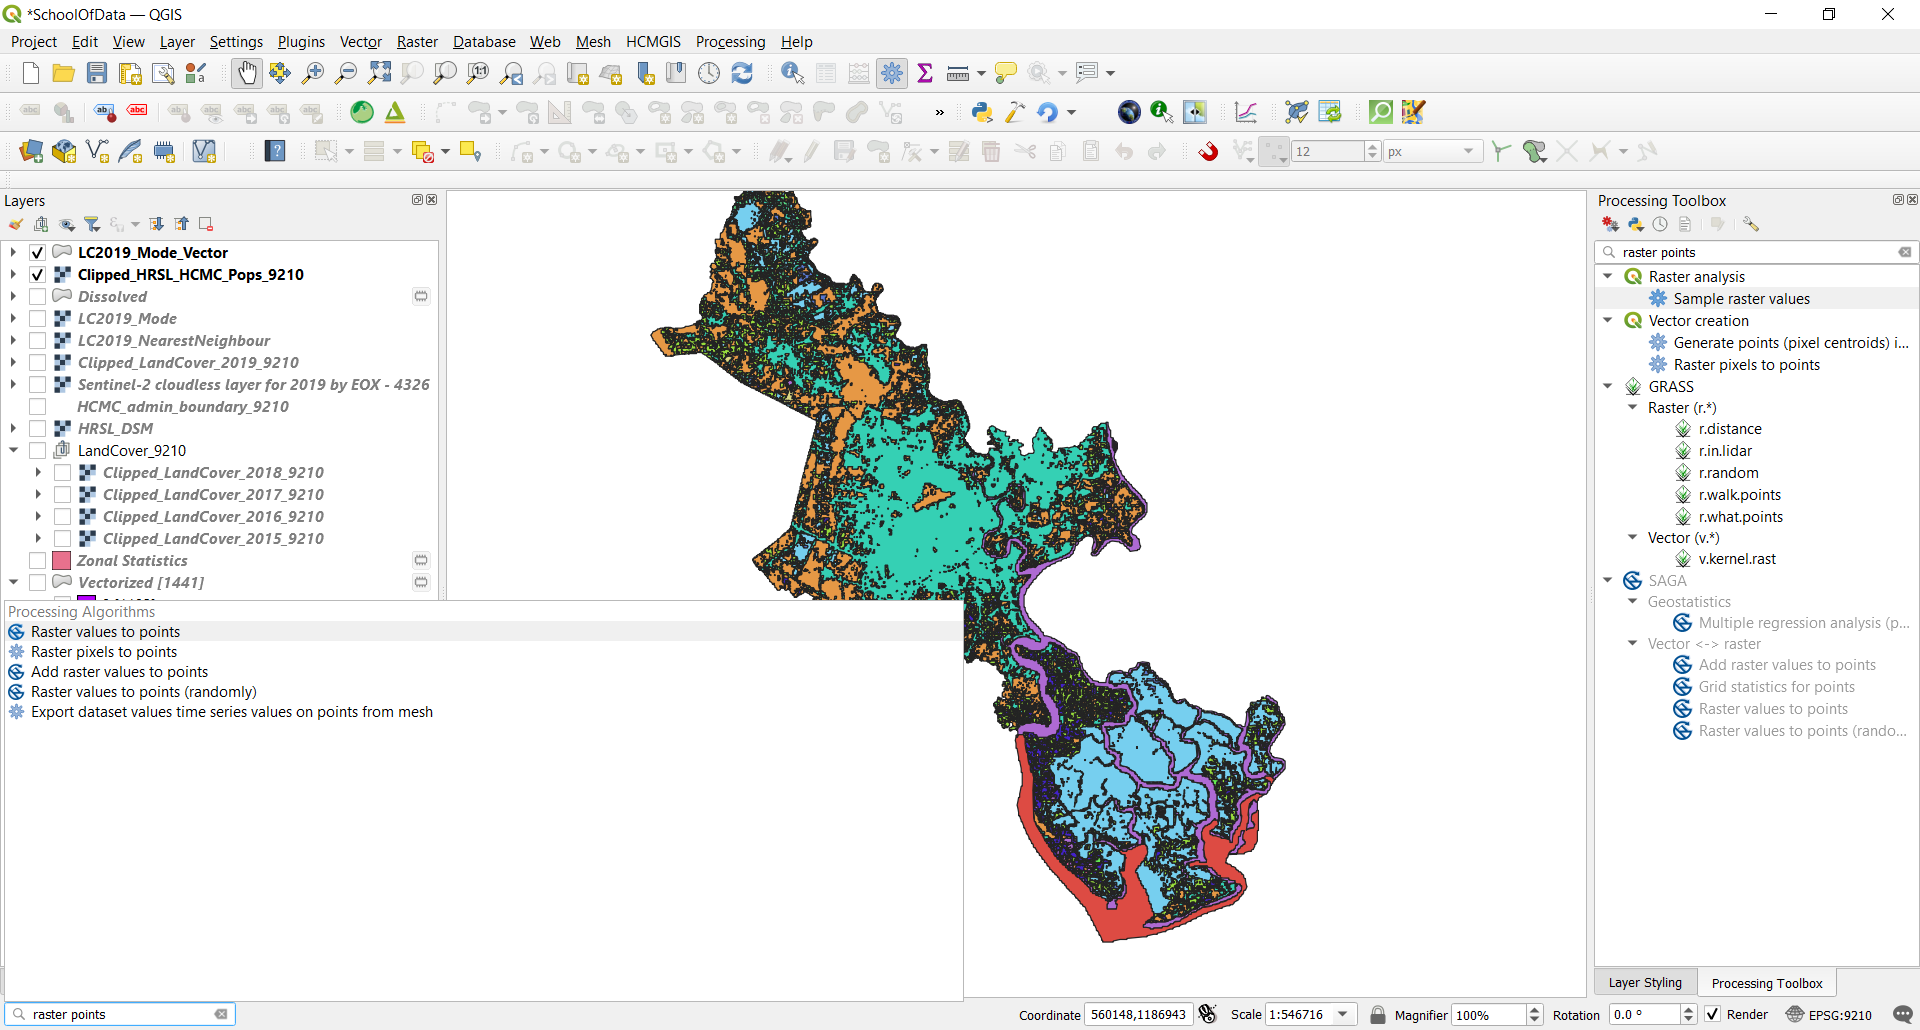 *SchoolOfData — QGIS
Project Edit View Layer Settings Plugins Vector Raster Database Web Mesh HCMGIS Processing Help
12 px
Layers
LC2019_Mode_Vector
Clipped_HRSL_HCMC_Pops_9210
Dissolved
LC2019_Mode
LC2019_NearestNeighbour
Clipped_LandCover_2019_9210
Sentinel-2 cloudless layer for 2019 by EOX - 4326
HCMC_admin_boundary_9210
HRSL_DSM
LandCover_9210
Clipped_LandCover_2018_9210
Clipped_LandCover_2017_9210
Clipped_LandCover_2016_9210
Clipped_LandCover_2015_9210
Zonal Statistics
Vectorized [1441]
Processing Algorithms
Raster values to points
Raster pixels to points
Add raster values to points
Raster values to points (randomly)
Export dataset values time series values on points from mesh
raster points
Processing Toolbox
raster points
Raster analysis
Sample raster values
Vector creation
Generate points (pixel centroids) i...
Raster pixels to points
GRASS
Raster (r.*)
r.distance
r.in.lidar
r.random
r.walk.points
r.what.points
Vector (v.*)
v.kernel.rast
SAGA
Geostatistics
Multiple regression analysis (p...
Vector <-> raster
Add raster values to points
Grid statistics for points
Raster values to points
Raster values to points (rando...
Layer Styling Processing Toolbox
Coordinate 560148,1186943 Scale 1:546716 Magnifier 100% Rotation 0.0 ° Render EPSG:9210